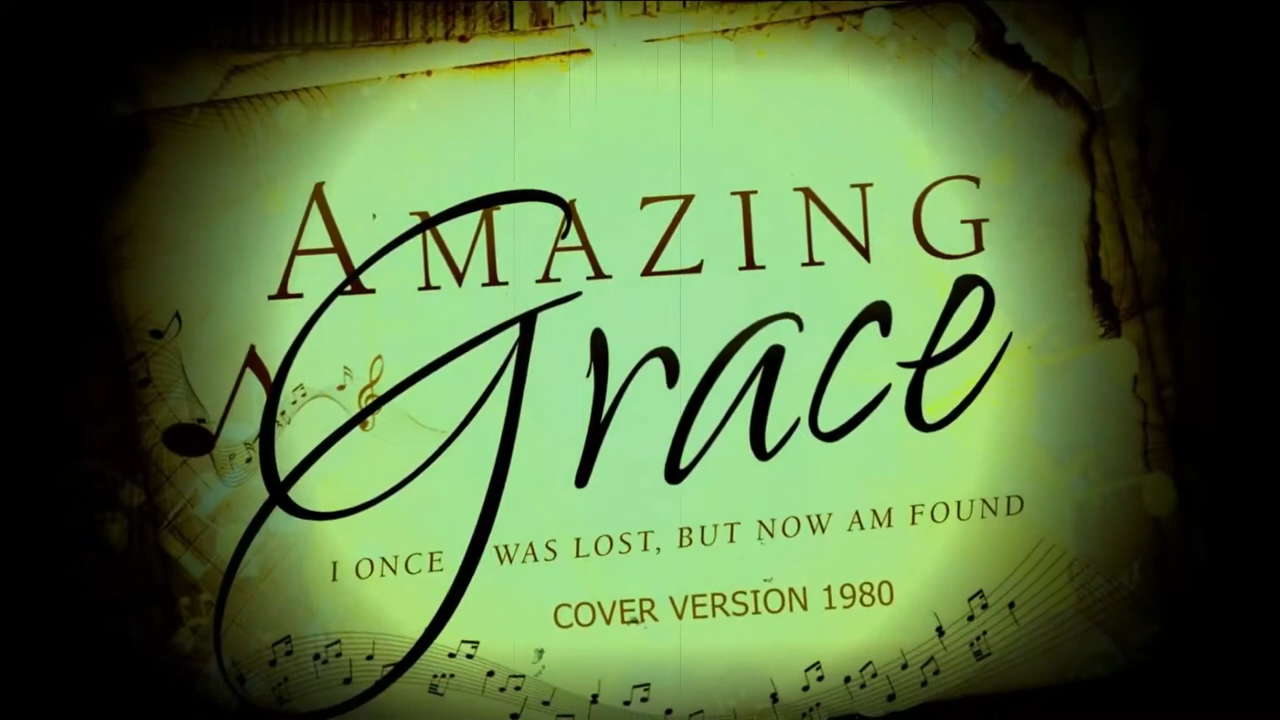 AMAZING
Grace
I ONCE WAS LOST, BUT NOW AM FOUND
COVER VERSION 1980